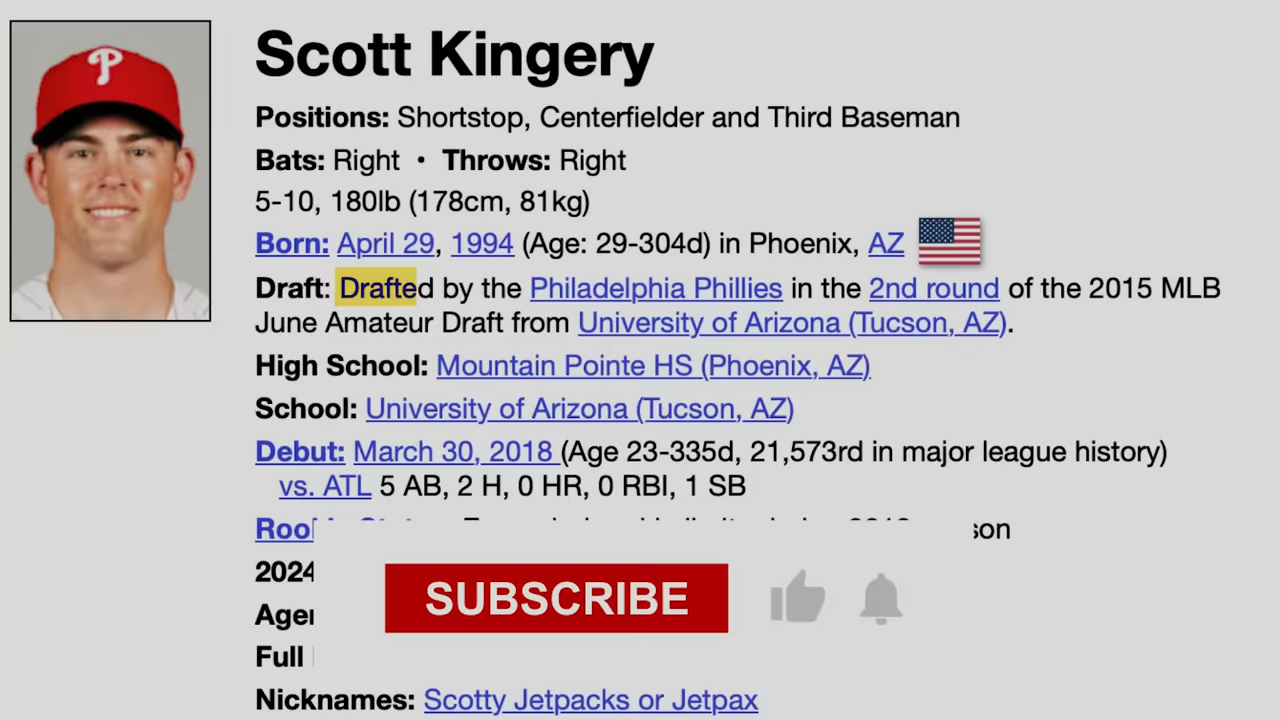 Scott Kingery
Positions: Shortstop, Centerfielder and Third Baseman
Bats: Right • Throws: Right
5-10, 180lb (178cm, 81kg)
Born: April 29, 1994 (Age: 29-304d) in Phoenix, AZ
Draft: Drafted by the Philadelphia Phillies in the 2nd round of the 2015 MLB
June Amateur Draft from University of Arizona (Tucson, AZ).
High School: Mountain Pointe HS (Phoenix, AZ)
School: University of Arizona (Tucson, AZ)
Debut: March 30, 2018 (Age 23-335d, 21,573rd in major league history)
vs. ATL 5 AB, 2 H, 0 HR, 0 RBI, 1 SB
2024
SUBSCRIBE
Full
Nicknames: Scotty Jetpacks or Jetpax